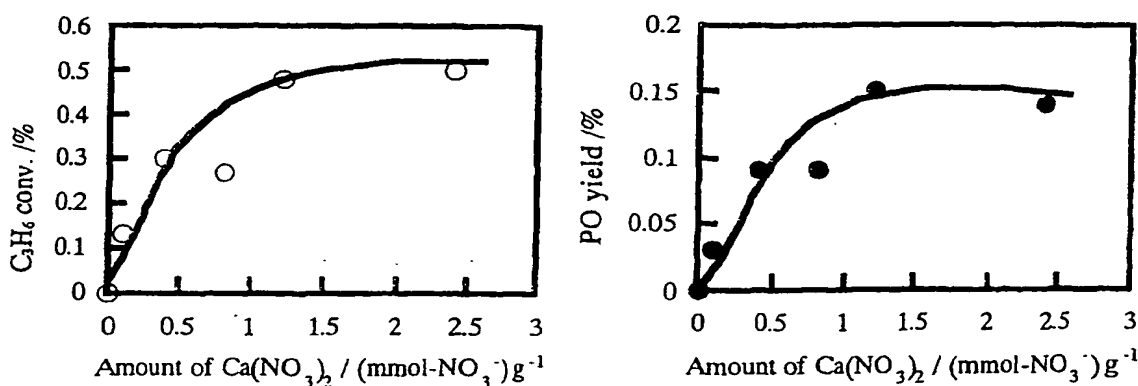 0.6
0.5
0.4
0.3
0.2
0.1
0
C₃H₆ conv. /%
0 0.5 1 1.5 2 2.5 3
Amount of Ca(NO₃)₂ / (mmol-NO₃⁻)g⁻¹
0.2
0.15
0.1
0.05
0
PO yield /%
0 0.5 1 1.5 2 2.5 3
Amount of Ca(NO₃)₂ / (mmol-NO₃⁻)g⁻¹